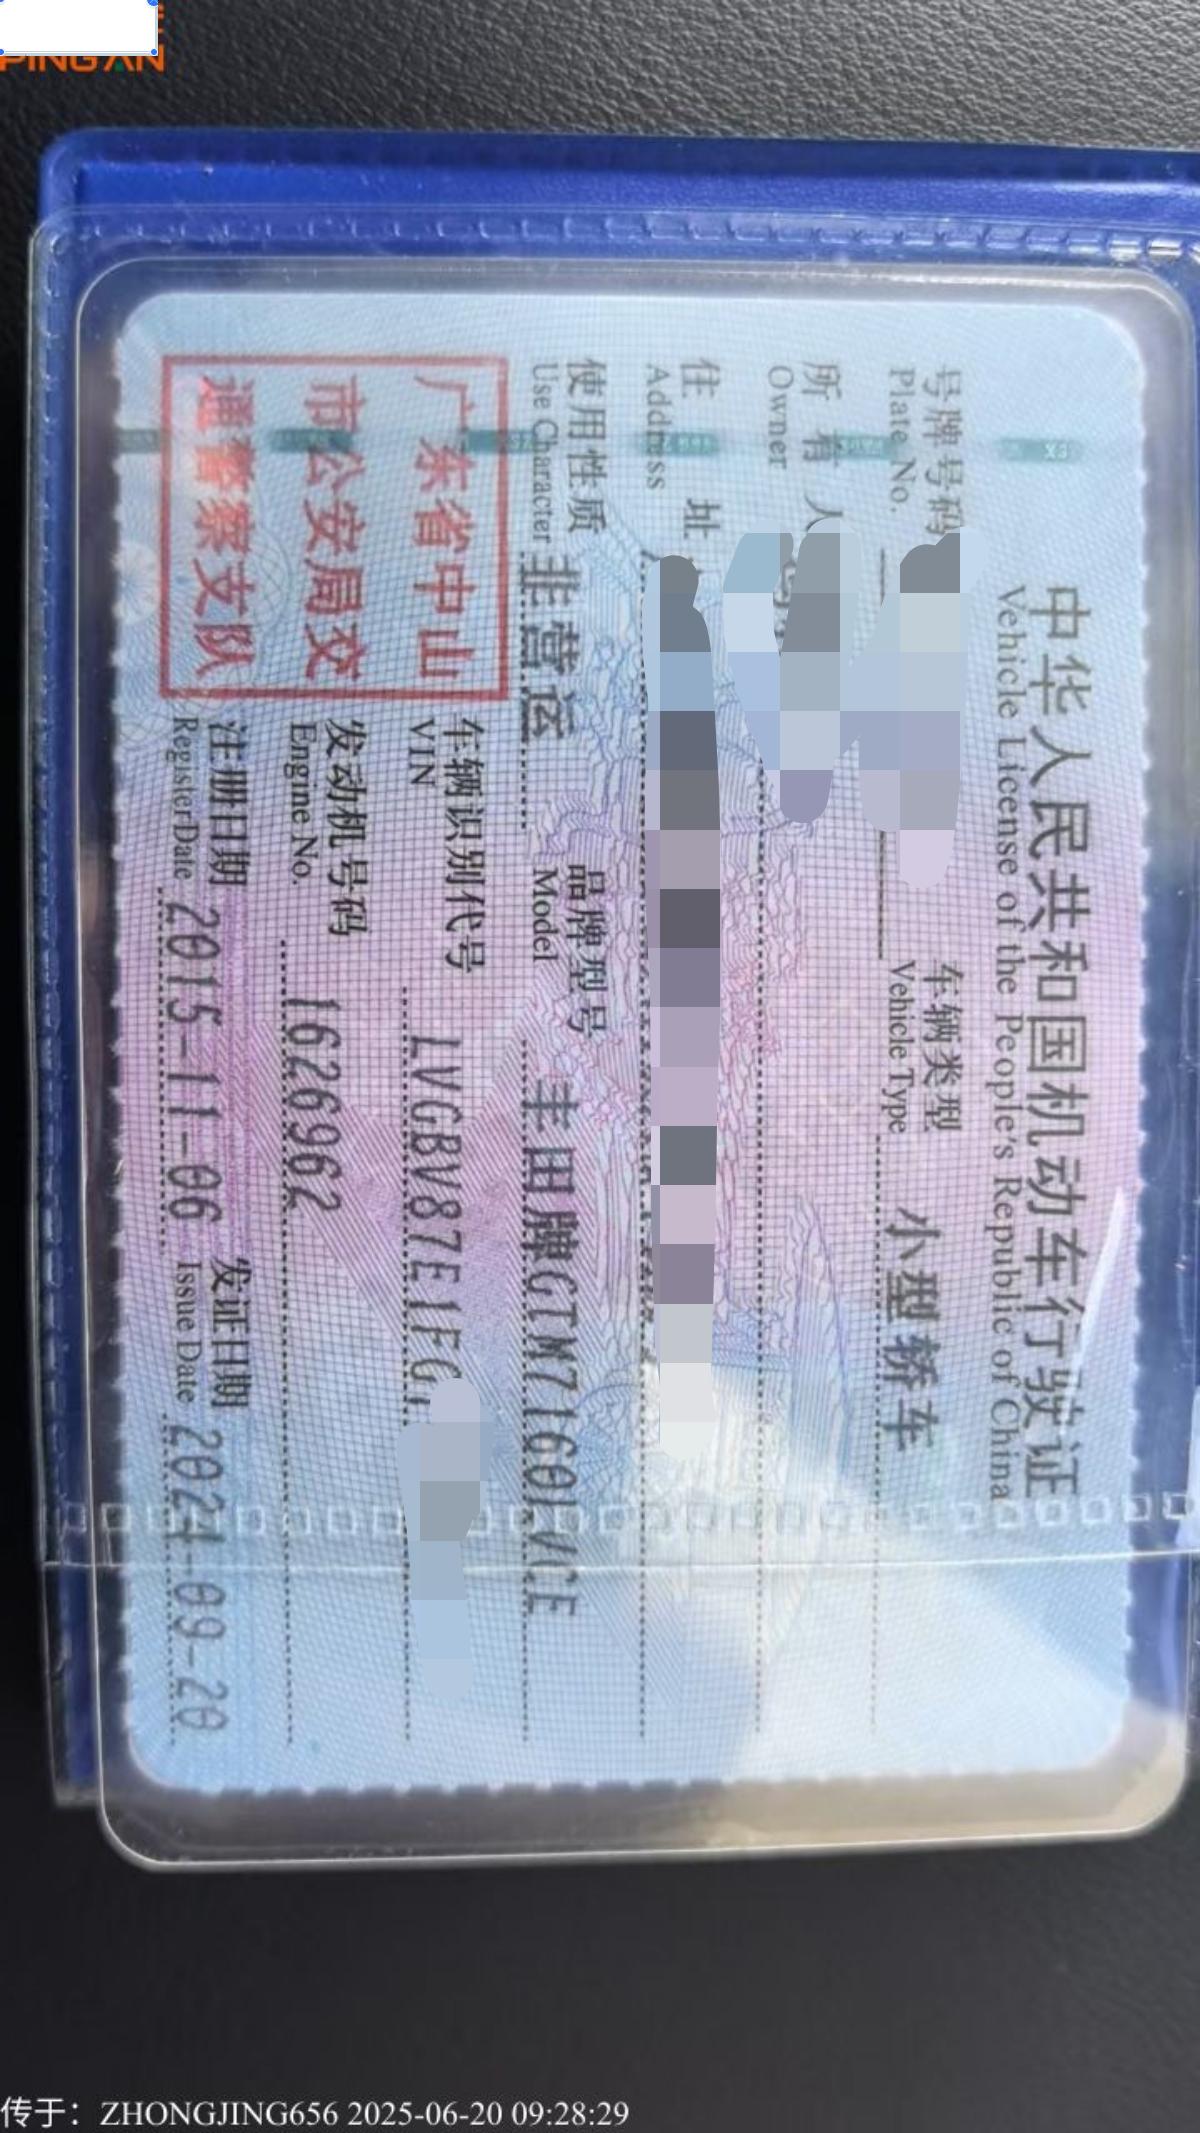 PING AN
中华人民共和国机动车行驶证
Vehicle License of the People's Republic of China
号牌号码
Plate No.
车辆类型 小型轿车
Vehicle Type
所有人
Owner
住址
Address
使用性质 非营运
Use Character
品牌型号 丰田牌GTM7160LVCE
Model
广东省中山
市公安局交
通警察支队
车辆识别代号 LVGBV87E1FG
VIN
发动机号码 1626962
Engine No.
注册日期 2015-11-06
Register Date
发证日期 2024-09-20
Issue Date
传于：ZHONGJING656 2025-06-20 09:28:29